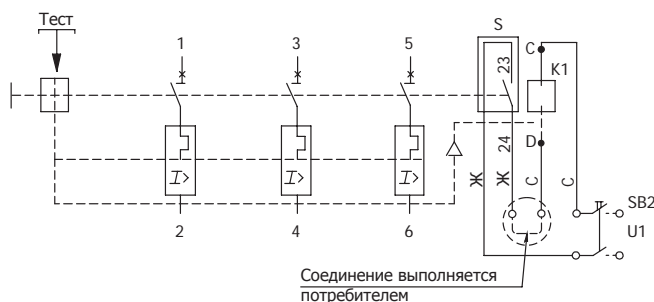 Тест
1
3
5
S
23
C
K1
24
D
Ж
Ж
C
C
I>
I>
I>
2
4
6
SB2
U1
Соединение выполняется
потребителем